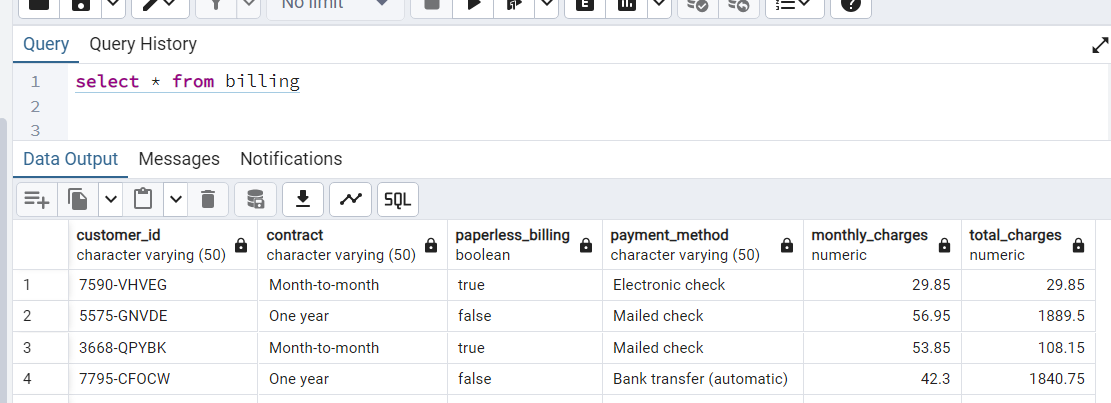 No limit
E
Query Query History
1 select * from billing
2
3
Data Output Messages Notifications
SQL
customer_id contract paperless_billing payment_method monthly_charges total_charges
character varying (50) character varying (50) boolean character varying (50) numeric numeric
1 7590-VHVEG Month-to-month true Electronic check 29.85 29.85
2 5575-GNVDE One year false Mailed check 56.95 1889.5
3 3668-QPYBK Month-to-month true Mailed check 53.85 108.15
4 7795-CFOCW One year false Bank transfer (automatic) 42.3 1840.75